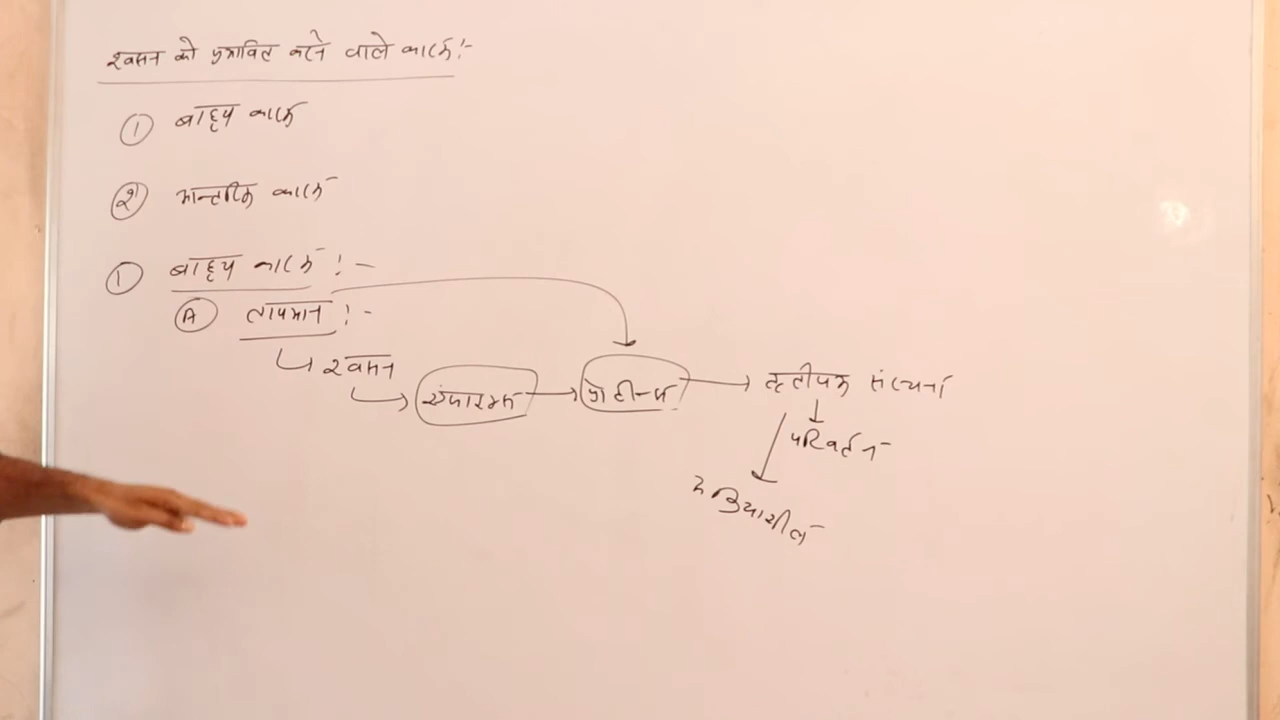 श्वसन को प्रभावित करने वाले कारक :-
① बाह्य कारक
② आन्तरिक कारक
① बाह्य कारक :-
Ⓐ तापमान :-
श्वसन
एंजाइम्स → प्रोटीन्स → तृतीयक संरचना
परिवर्तन
क्रियाशील